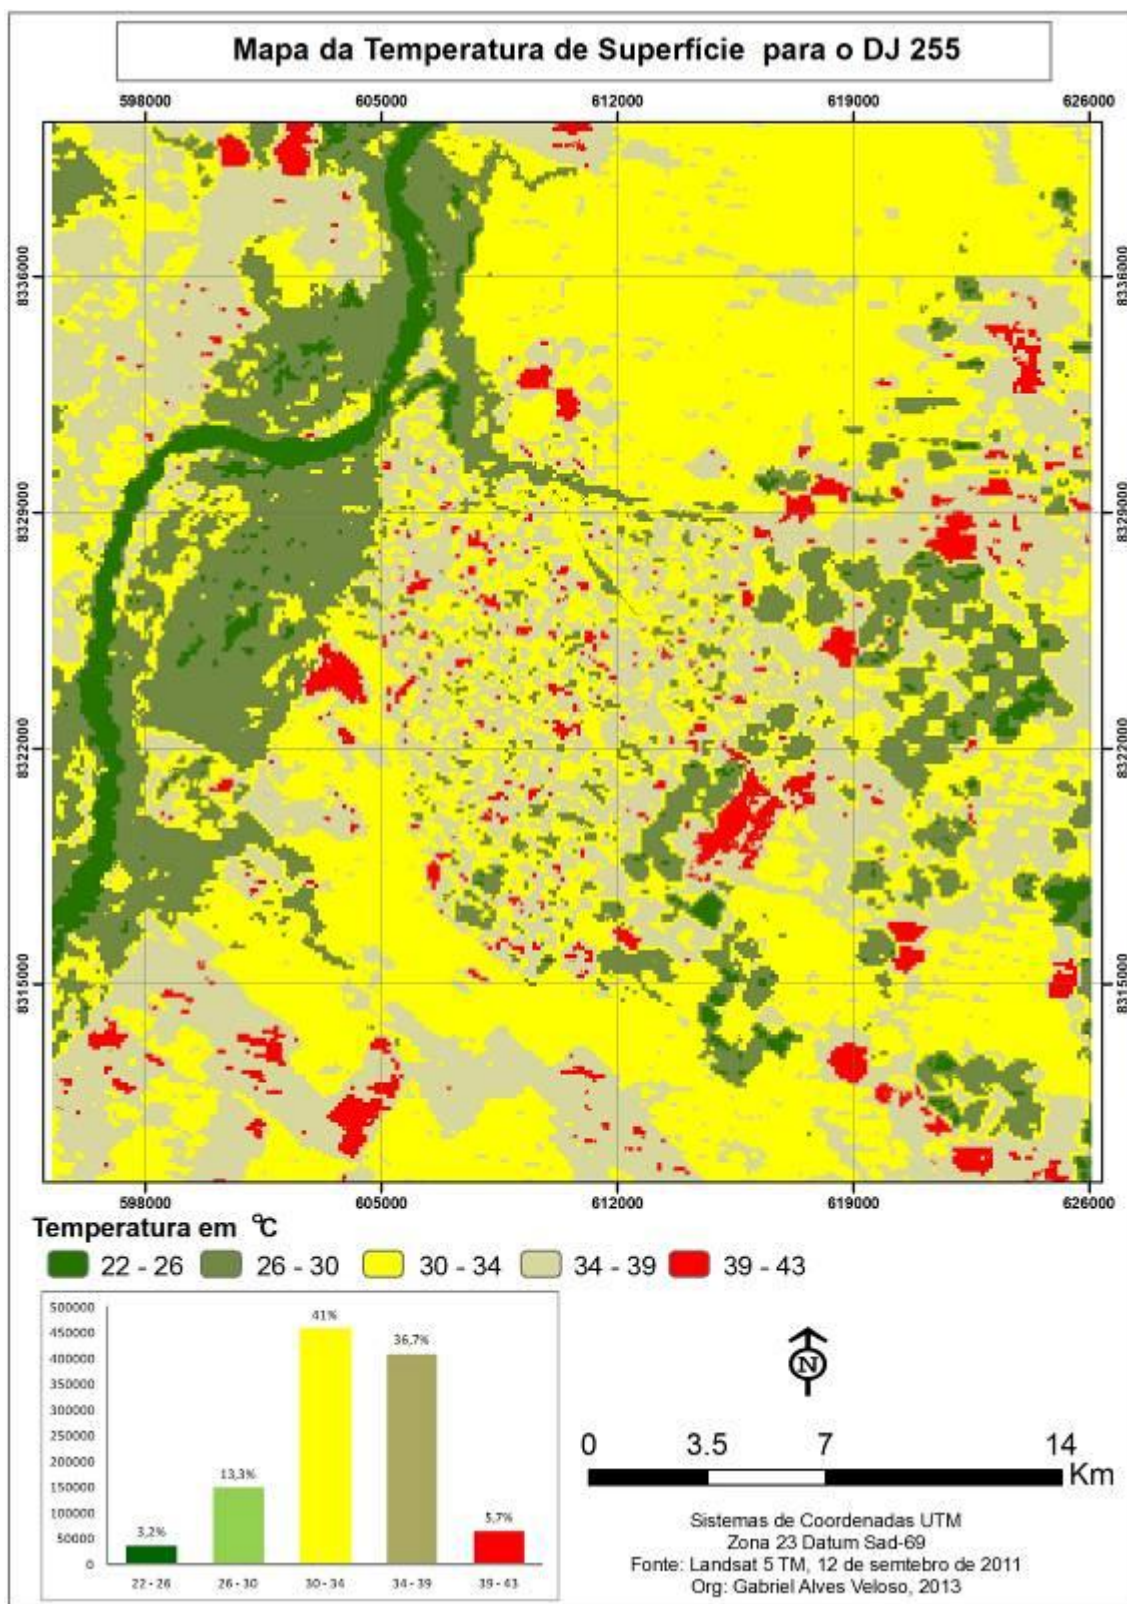 Mapa da Temperatura de Superfície para o DJ 255
598000 605000 612000 619000 626000
8336000 8336000
8329000 8329000
8322000 8322000
8315000 8315000
598000 605000 612000 619000 626000
Temperatura em °C
22 - 26 26 - 30 30 - 34 34 - 39 39 - 43
500000
450000
400000
350000
300000
250000
200000
150000
100000
50000
0
3,2% 13,3% 41% 36,7% 5,7%
22 - 26 26 - 30 30 - 34 34 - 39 39 - 43
N
0 3.5 7 14
Km
Sistemas de Coordenadas UTM
Zona 23 Datum Sad-69
Fonte: Landsat 5 TM, 12 de semtebro de 2011
Org: Gabriel Alves Veloso, 2013